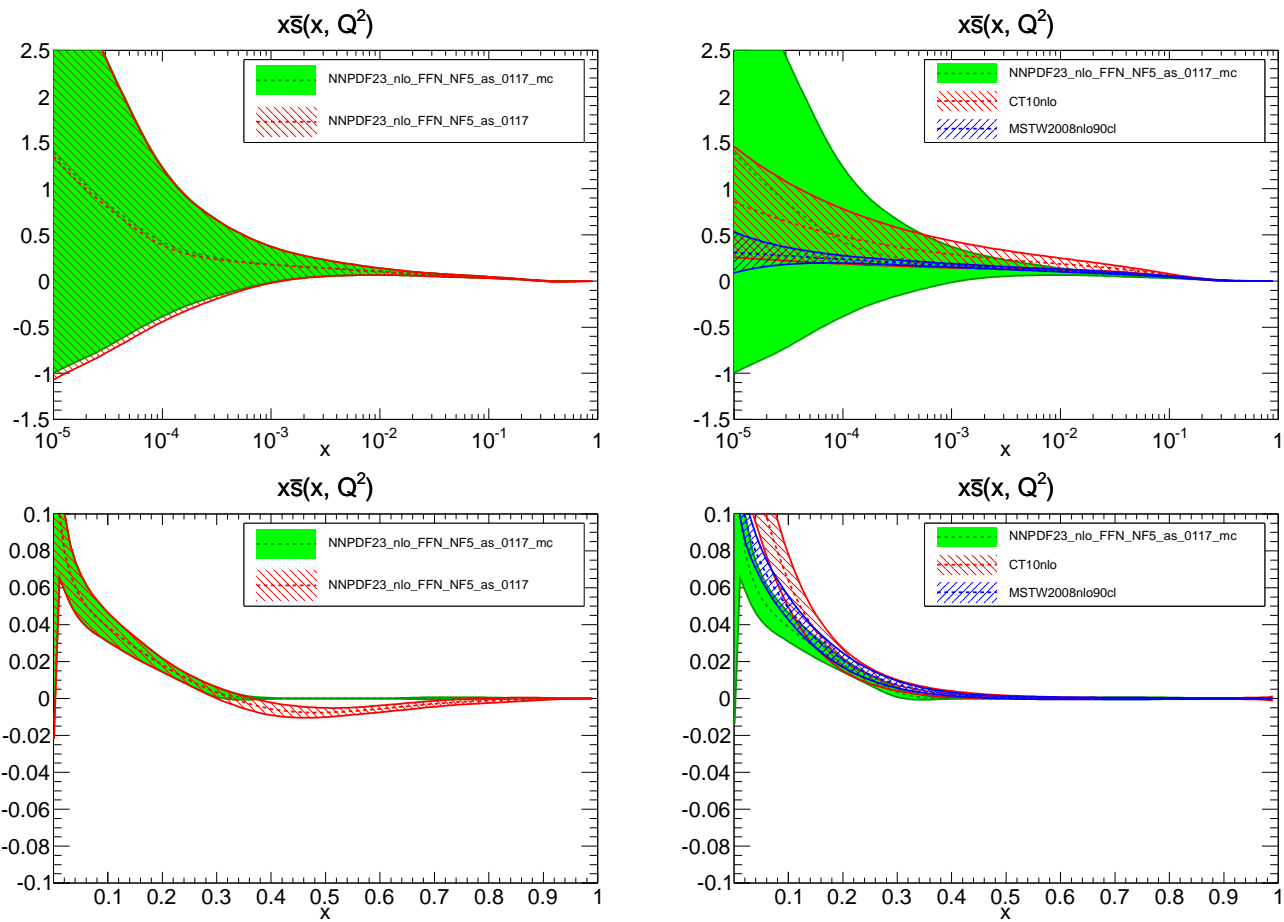 xs̅(x, Q²)
2.5
2
1.5
1
0.5
0
-0.5
-1
-1.5
10⁻⁵ 10⁻⁴ 10⁻³ 10⁻² 10⁻¹ 1
x
NNPDF23_nlo_FFN_NF5_as_0117_mc
NNPDF23_nlo_FFN_NF5_as_0117
xs̅(x, Q²)
2.5
2
1.5
1
0.5
0
-0.5
-1
-1.5
10⁻⁵ 10⁻⁴ 10⁻³ 10⁻² 10⁻¹ 1
x
NNPDF23_nlo_FFN_NF5_as_0117_mc
CT10nlo
MSTW2008nlo90cl
xs̅(x, Q²)
0.1
0.08
0.06
0.04
0.02
0
-0.02
-0.04
-0.06
-0.08
-0.1
0.1 0.2 0.3 0.4 0.5 0.6 0.7 0.8 0.9 1
x
NNPDF23_nlo_FFN_NF5_as_0117_mc
NNPDF23_nlo_FFN_NF5_as_0117
xs̅(x, Q²)
0.1
0.08
0.06
0.04
0.02
0
-0.02
-0.04
-0.06
-0.08
-0.1
0.1 0.2 0.3 0.4 0.5 0.6 0.7 0.8 0.9 1
x
NNPDF23_nlo_FFN_NF5_as_0117_mc
CT10nlo
MSTW2008nlo90cl